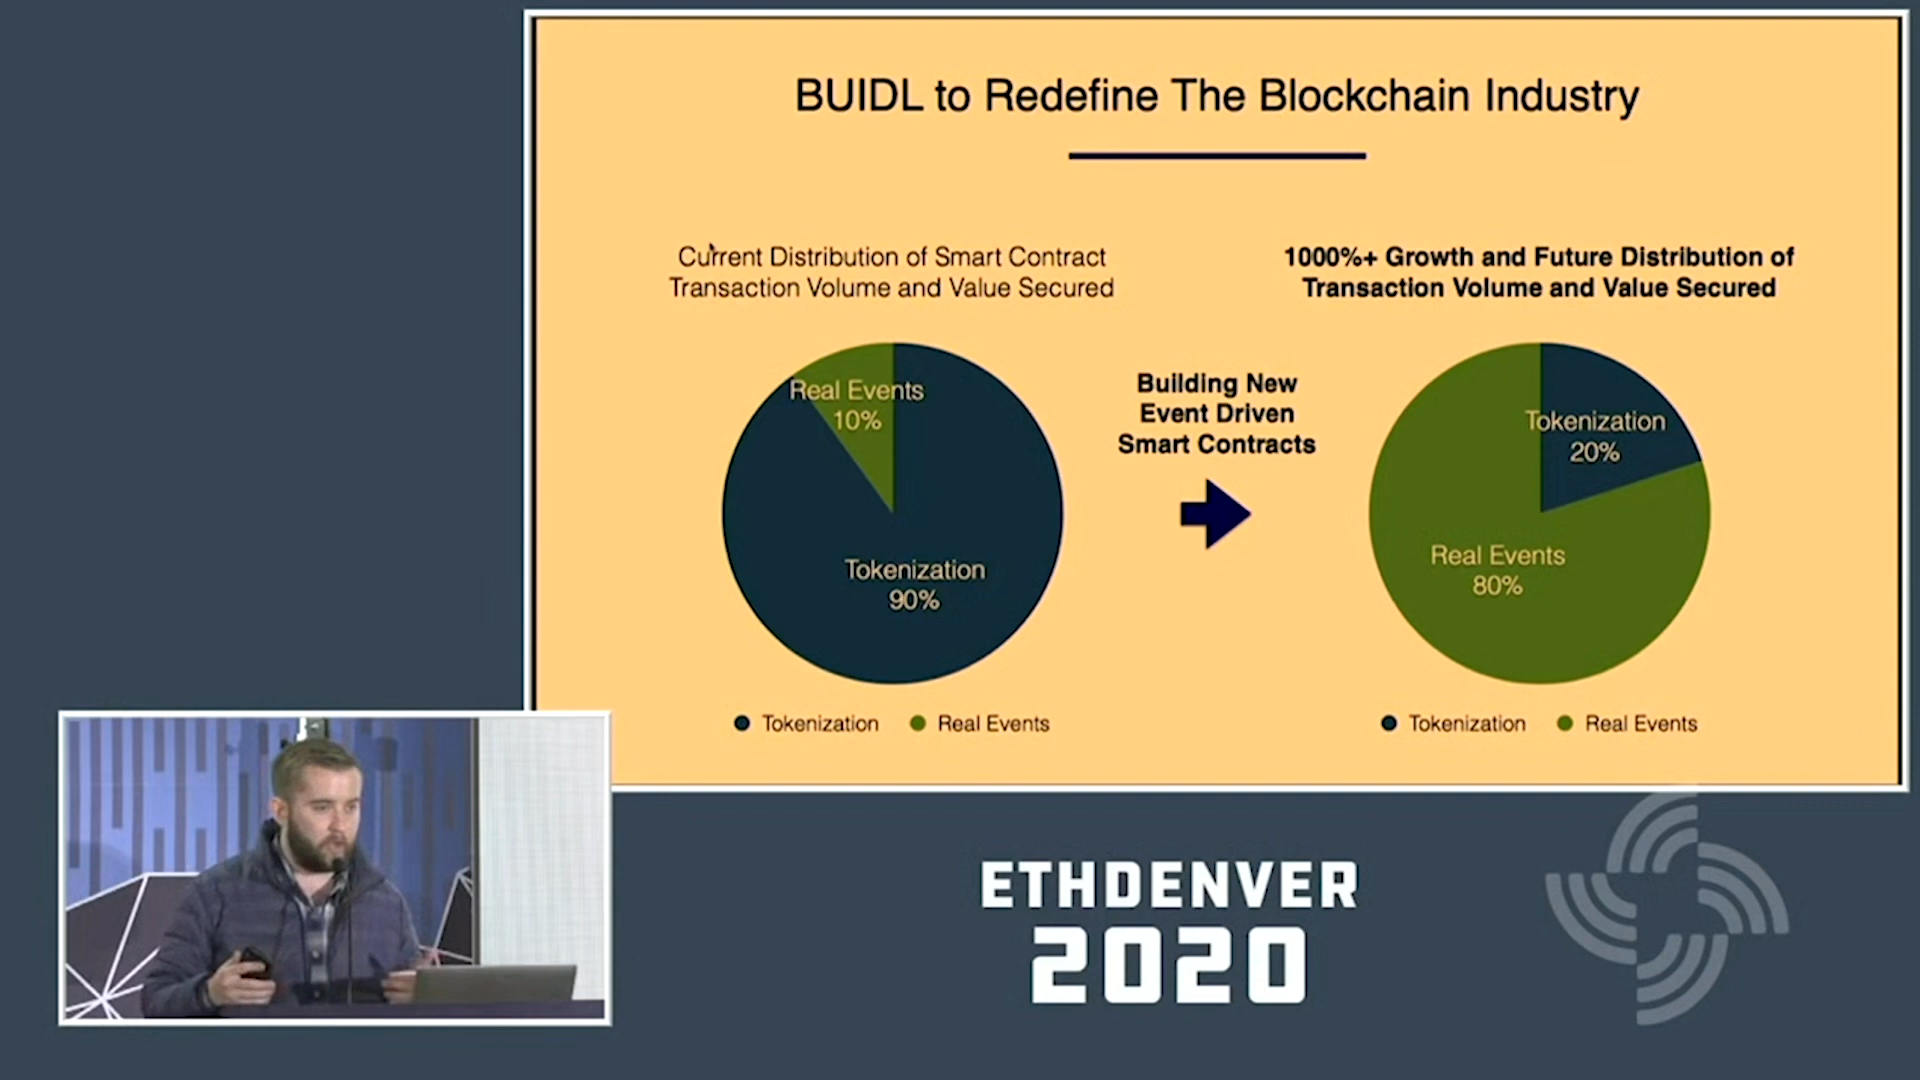 BUIDL to Redefine The Blockchain Industry
Current Distribution of Smart Contract
Transaction Volume and Value Secured
Real Events
10%
Tokenization
90%
Tokenization
Real Events
Building New
Event Driven
Smart Contracts
1000%+ Growth and Future Distribution of
Transaction Volume and Value Secured
Tokenization
20%
Real Events
80%
Tokenization
Real Events
ETHDENVER
2020